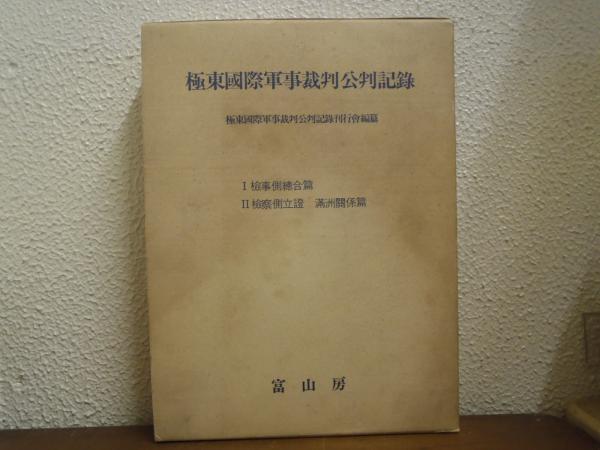 極東國際軍事裁判公判記錄
極東國際軍事裁判公判記錄刊行會編纂
I 檢事側總合篇
II 檢察側立證 滿洲關係篇
富山房